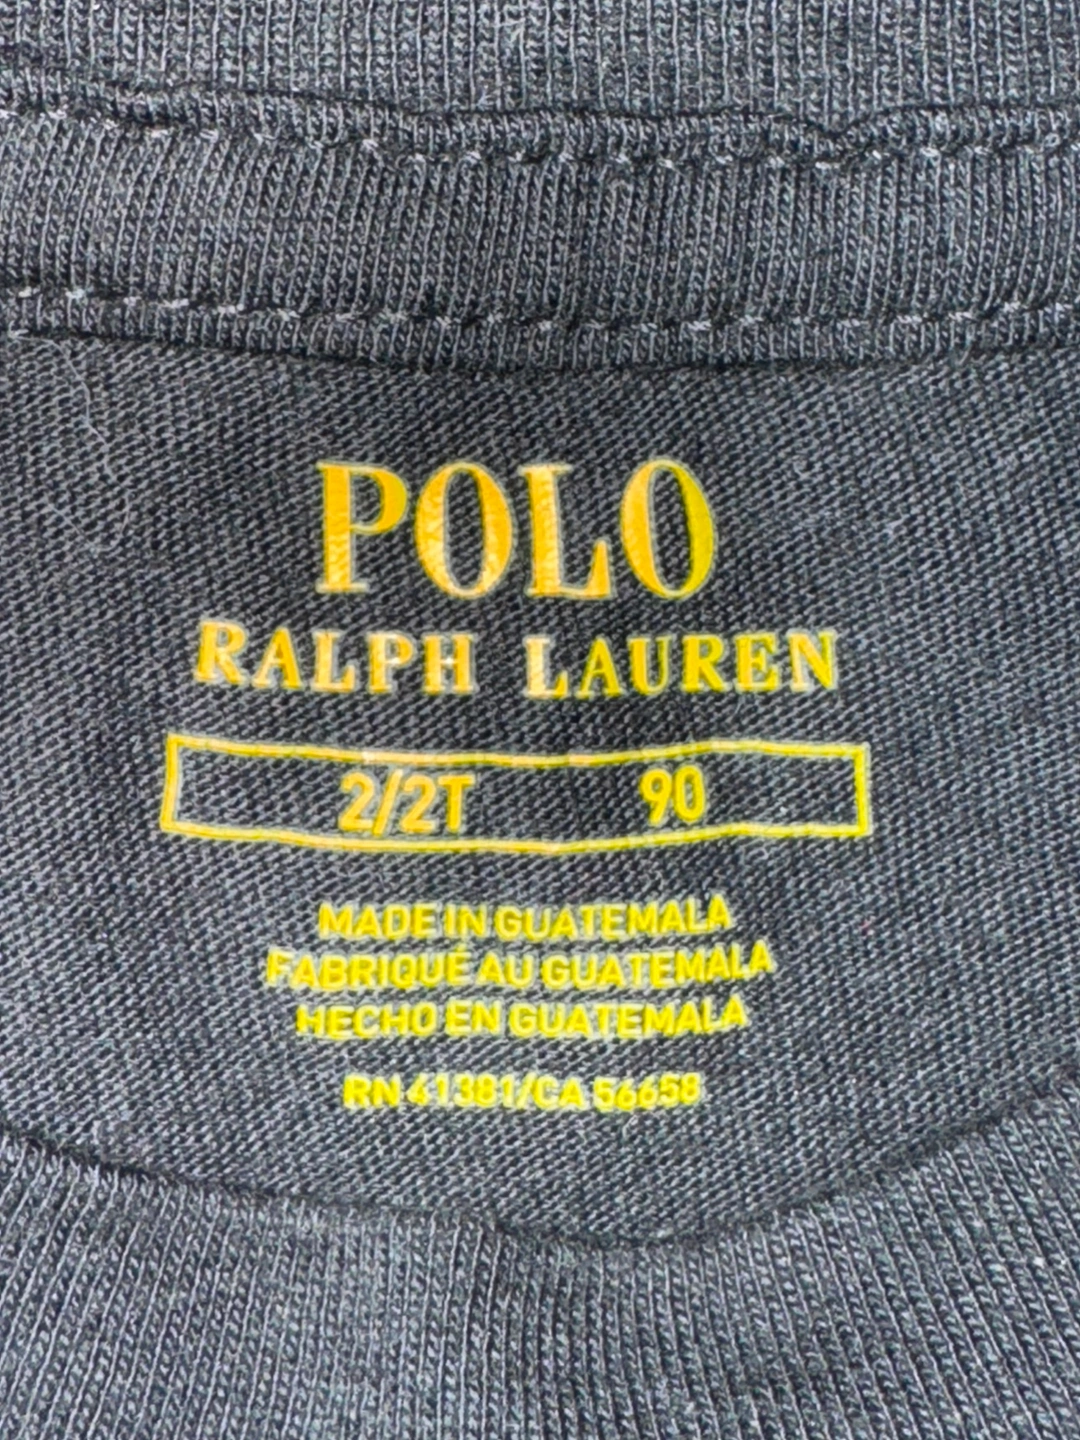 POLO
RALPH LAUREN
2/2T 90
MADE IN GUATEMALA
FABRIQUÉ AU GUATEMALA
HECHO EN GUATEMALA
RN 41381/CA 56658